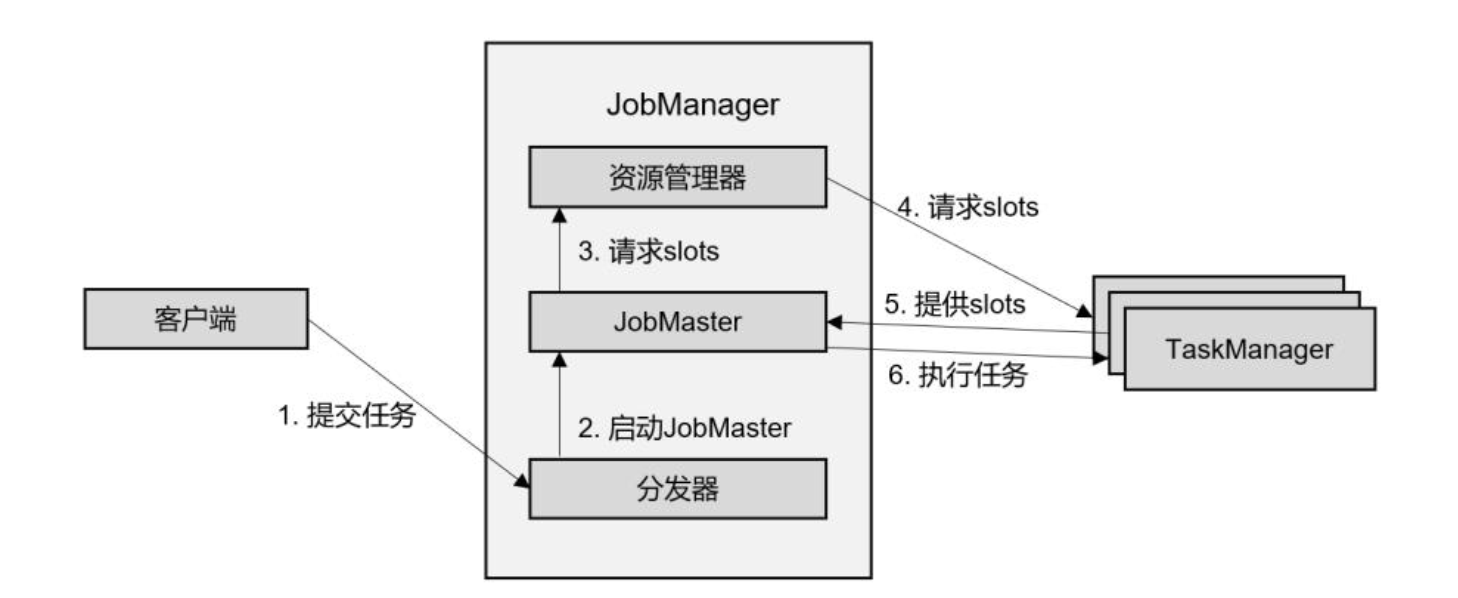 JobManager
资源管理器
4. 请求slots
3. 请求slots
客户端
JobMaster
5. 提供slots
TaskManager
6. 执行任务
1. 提交任务
2. 启动JobMaster
分发器